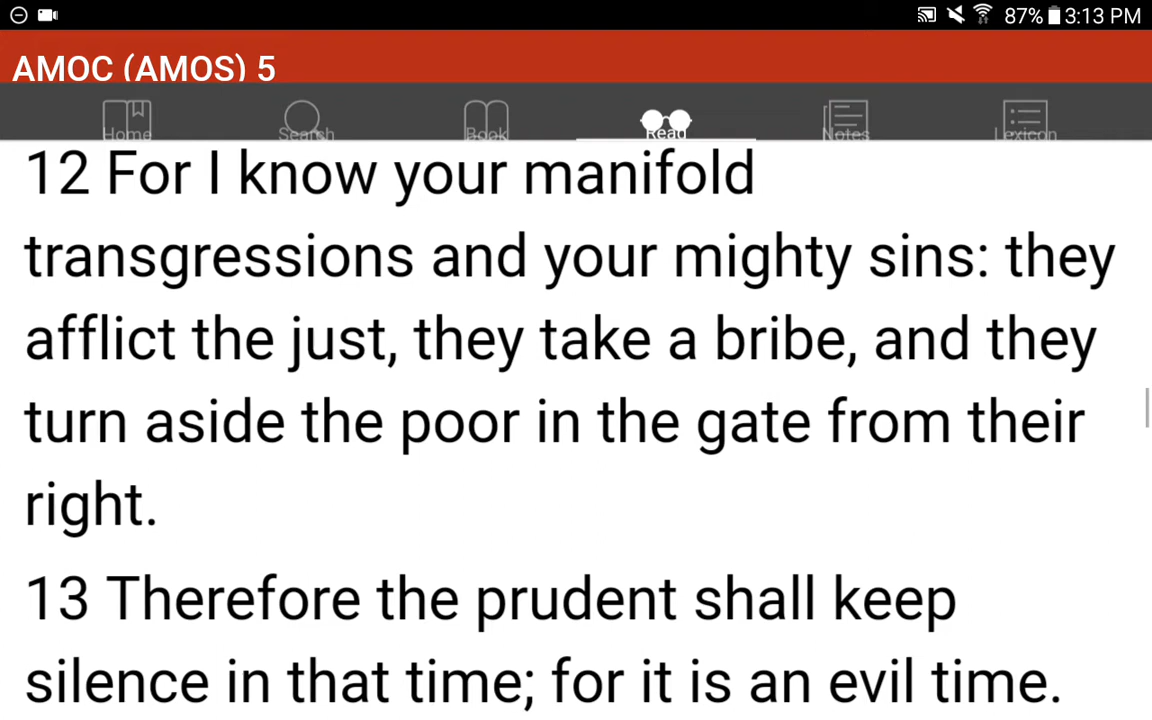 87% 3:13 PM
AMOC (AMOS) 5
Home Search Book Read Notes Lexicon
12 For I know your manifold
transgressions and your mighty sins: they
afflict the just, they take a bribe, and they
turn aside the poor in the gate from their
right.
13 Therefore the prudent shall keep
silence in that time; for it is an evil time.